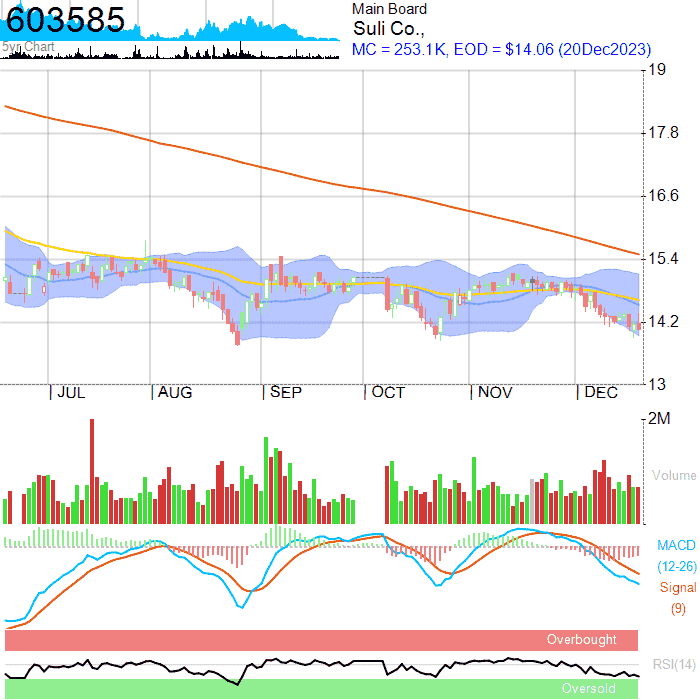 603585
5yr Chart
Main Board
Suli Co.,
MC = 253.1K, EOD = $14.06 (20Dec2023)
19
17.8
16.6
15.4
14.2
13
JUL AUG SEP OCT NOV DEC
2M
Volume
MACD
(12-26)
Signal
(9)
Overbought
RSI(14)
Oversold